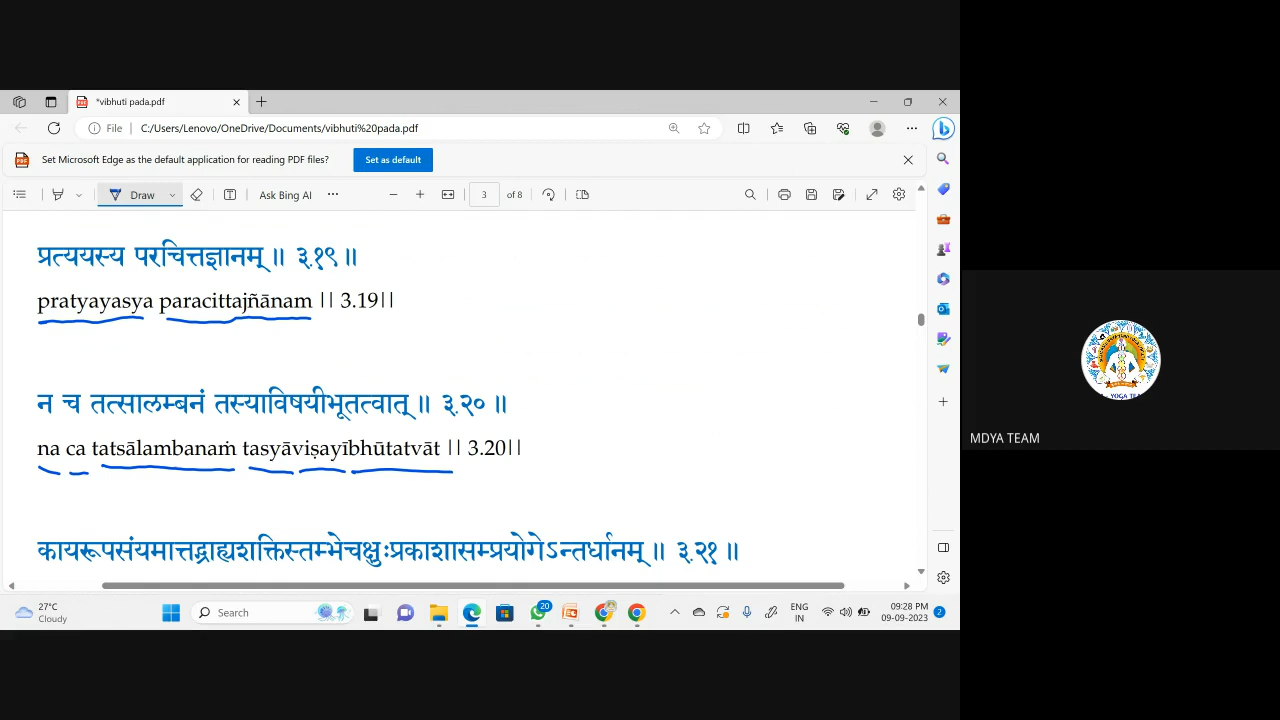 *vibhuti pada.pdf
File
C:/Users/Lenovo/OneDrive/Documents/vibhuti%20pada.pdf
Set Microsoft Edge as the default application for reading PDF files?
Set as default
Draw
Ask Bing AI
3 of 8
प्रत्ययस्य परचित्तज्ञानम् ॥ ३.१९॥
pratyayasya paracittajñānam || 3.19||
न च तत्सालम्बनं तस्याविषयीभूतत्वात् ॥ ३.२० ॥
na ca tatsālambanaṁ tasyāviṣayībhūtatvāt || 3.20||
कायरूपसंयमात्तद्ग्राह्यशक्तिस्तम्भेचक्षुःप्रकाशासम्प्रयोगेऽन्तर्धानम् ॥ ३.२१ ॥
MDYA TEAM
27°C
Cloudy
Search
20
ENG
IN
09:28 PM
09-09-2023
2